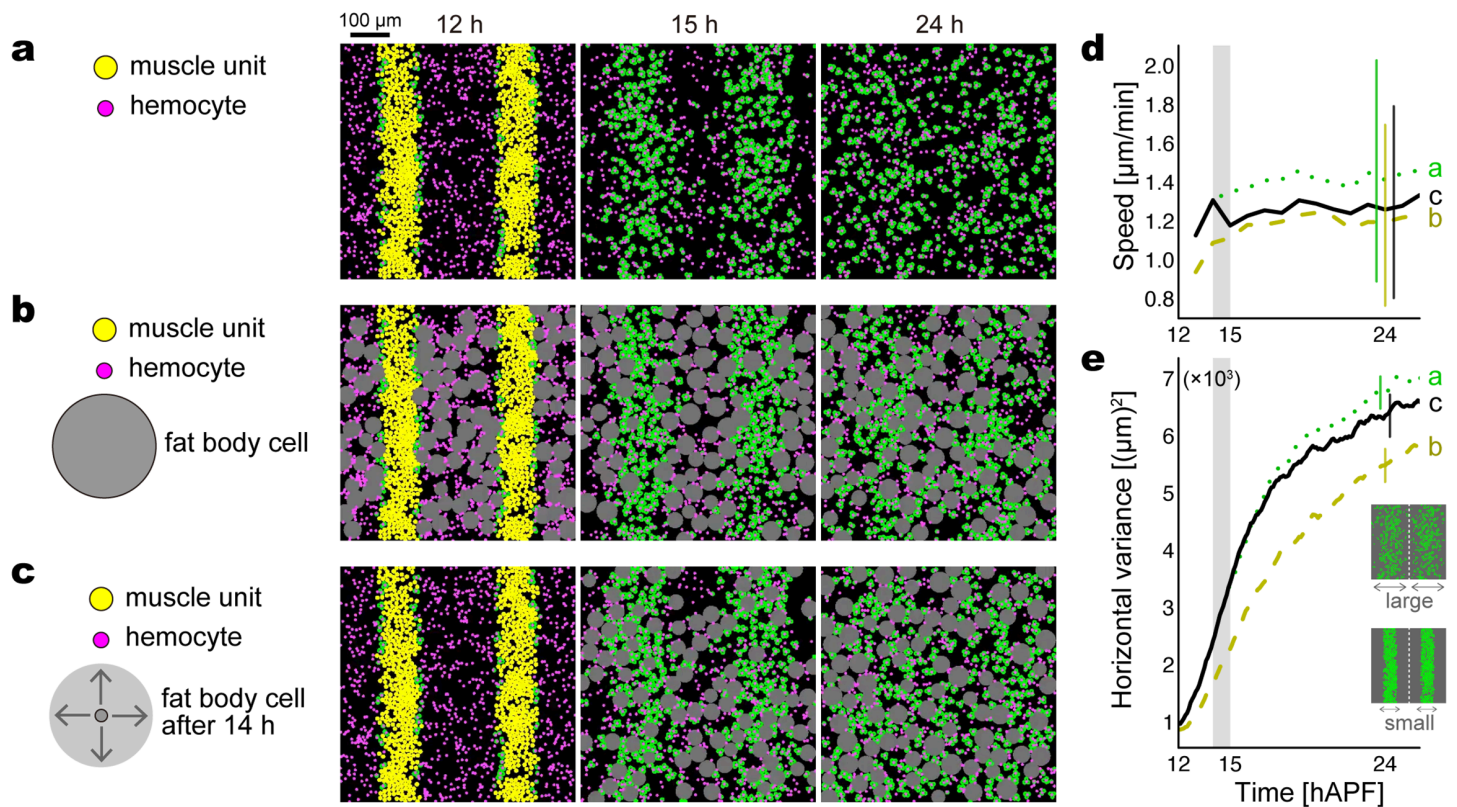 100 µm
12 h
15 h
24 h
a
muscle unit
hemocyte
b
muscle unit
hemocyte
fat body cell
c
muscle unit
hemocyte
fat body cell
after 14 h
d
Speed [µm/min]
2.0
1.8
1.6
1.4
1.2
1.0
0.8
a
c
b
12
15
24
e
Horizontal variance [(µm)²]
(×10³)
7
6
5
4
3
2
1
a
c
b
large
small
12
15
24
Time [hAPF]